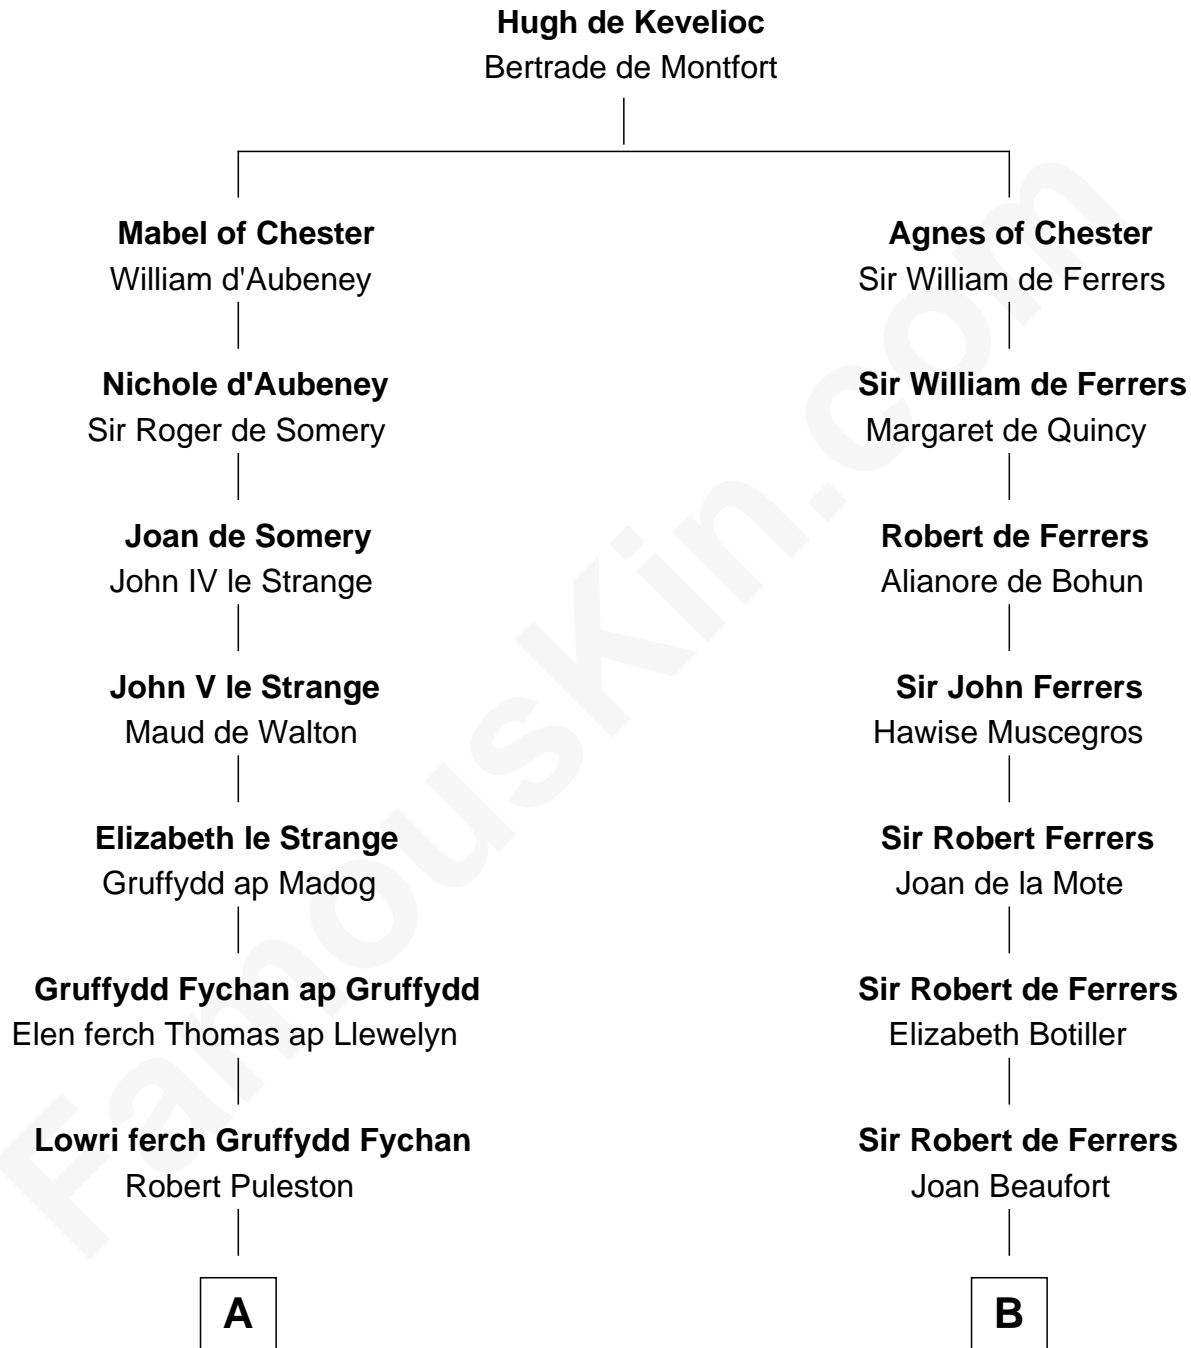 Hugh de Kevelioc
Bertrade de Montfort
Mabel of Chester
William d'Aubeney
Agnes of Chester
Sir William de Ferrers
Nichole d'Aubeney
Sir Roger de Somery
Sir William de Ferrers
Margaret de Quincy
Joan de Somery
John IV le Strange
Robert de Ferrers
Alianore de Bohun
John V le Strange
Maud de Walton
Sir John Ferrers
Hawise Muscegros
Elizabeth le Strange
Gruffydd ap Madog
Sir Robert Ferrers
Joan de la Mote
Gruffydd Fychan ap Gruffydd
Elen ferch Thomas ap Llewelyn
Sir Robert de Ferrers
Elizabeth Botiller
Lowri ferch Gruffydd Fychan
Robert Puleston
Sir Robert de Ferrers
Joan Beaufort
A
B
FamousKin.com